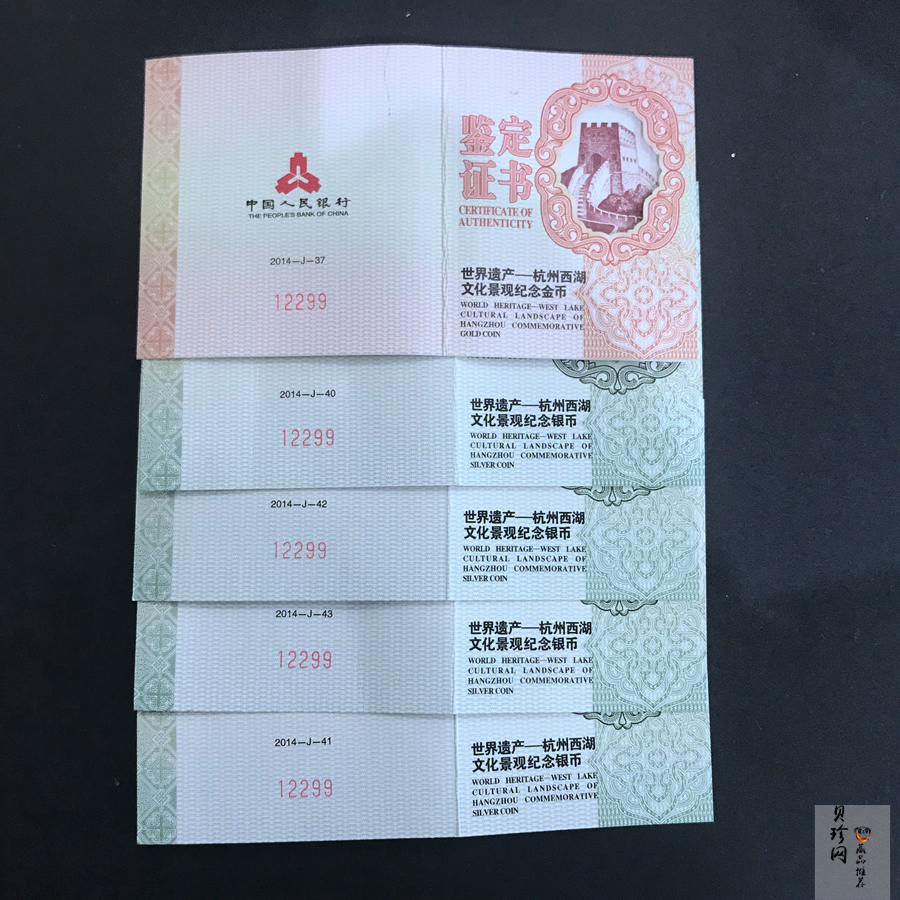 中国人民银行
THE PEOPLE'S BANK OF CHINA
2014—J—37
12299
鉴定
证书
CERTIFICATE OF
AUTHENTICITY
世界遗产——杭州西湖
文化景观纪念金币
WORLD HERITAGE—WEST LAKE
CULTURAL LANDSCAPE OF
HANGZHOU COMMEMORATIVE
GOLD COIN
2014—J—40
12299
世界遗产——杭州西湖
文化景观纪念银币
WORLD HERITAGE—WEST LAKE
CULTURAL LANDSCAPE OF
HANGZHOU COMMEMORATIVE
SILVER COIN
2014—J—42
12299
世界遗产——杭州西湖
文化景观纪念银币
WORLD HERITAGE—WEST LAKE
CULTURAL LANDSCAPE OF
HANGZHOU COMMEMORATIVE
SILVER COIN
2014—J—43
12299
世界遗产——杭州西湖
文化景观纪念银币
WORLD HERITAGE—WEST LAKE
CULTURAL LANDSCAPE OF
HANGZHOU COMMEMORATIVE
SILVER COIN
2014—J—41
12299
世界遗产——杭州西湖
文化景观纪念银币
WORLD HERITAGE—WEST LAKE
CULTURAL LANDSCAPE OF
HANGZHOU COMMEMORATIVE
SILVER COIN
贝珍网
藏品推荐